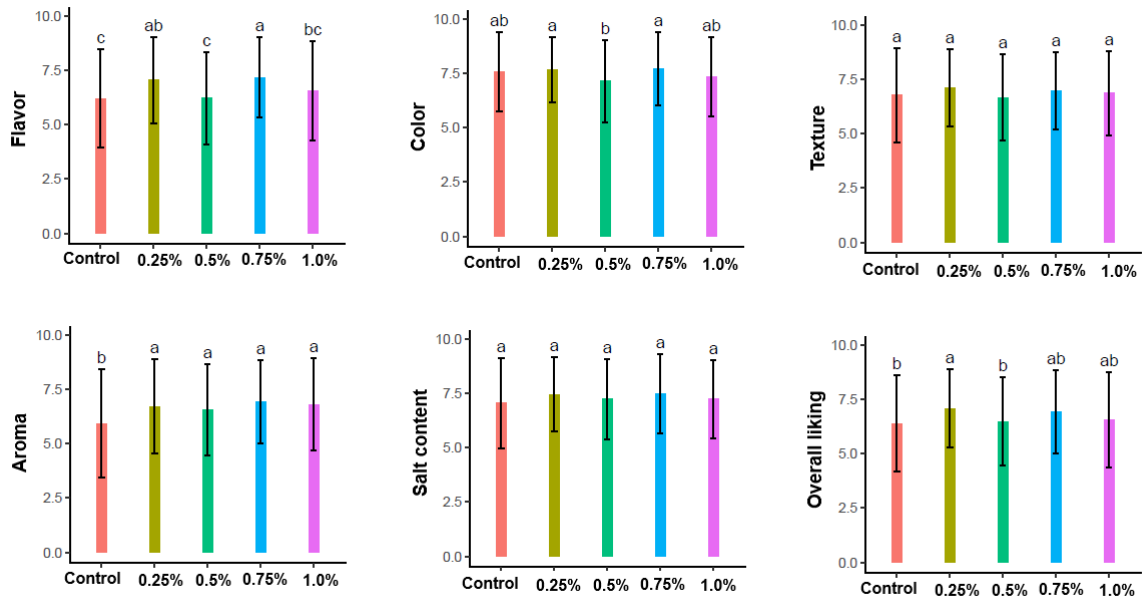 Flavor
10.0
7.5
5.0
2.5
0.0
c ab c a bc
Control 0.25% 0.5% 0.75% 1.0%
Color
10.0
7.5
5.0
2.5
0.0
ab a b a ab
Control 0.25% 0.5% 0.75% 1.0%
Texture
10.0
7.5
5.0
2.5
0.0
a a a a a
Control 0.25% 0.5% 0.75% 1.0%
Aroma
10.0
7.5
5.0
2.5
0.0
b a a a a
Control 0.25% 0.5% 0.75% 1.0%
Salt content
10.0
7.5
5.0
2.5
0.0
a a a a a
Control 0.25% 0.5% 0.75% 1.0%
Overall liking
10.0
7.5
5.0
2.5
0.0
b a b ab ab
Control 0.25% 0.5% 0.75% 1.0%